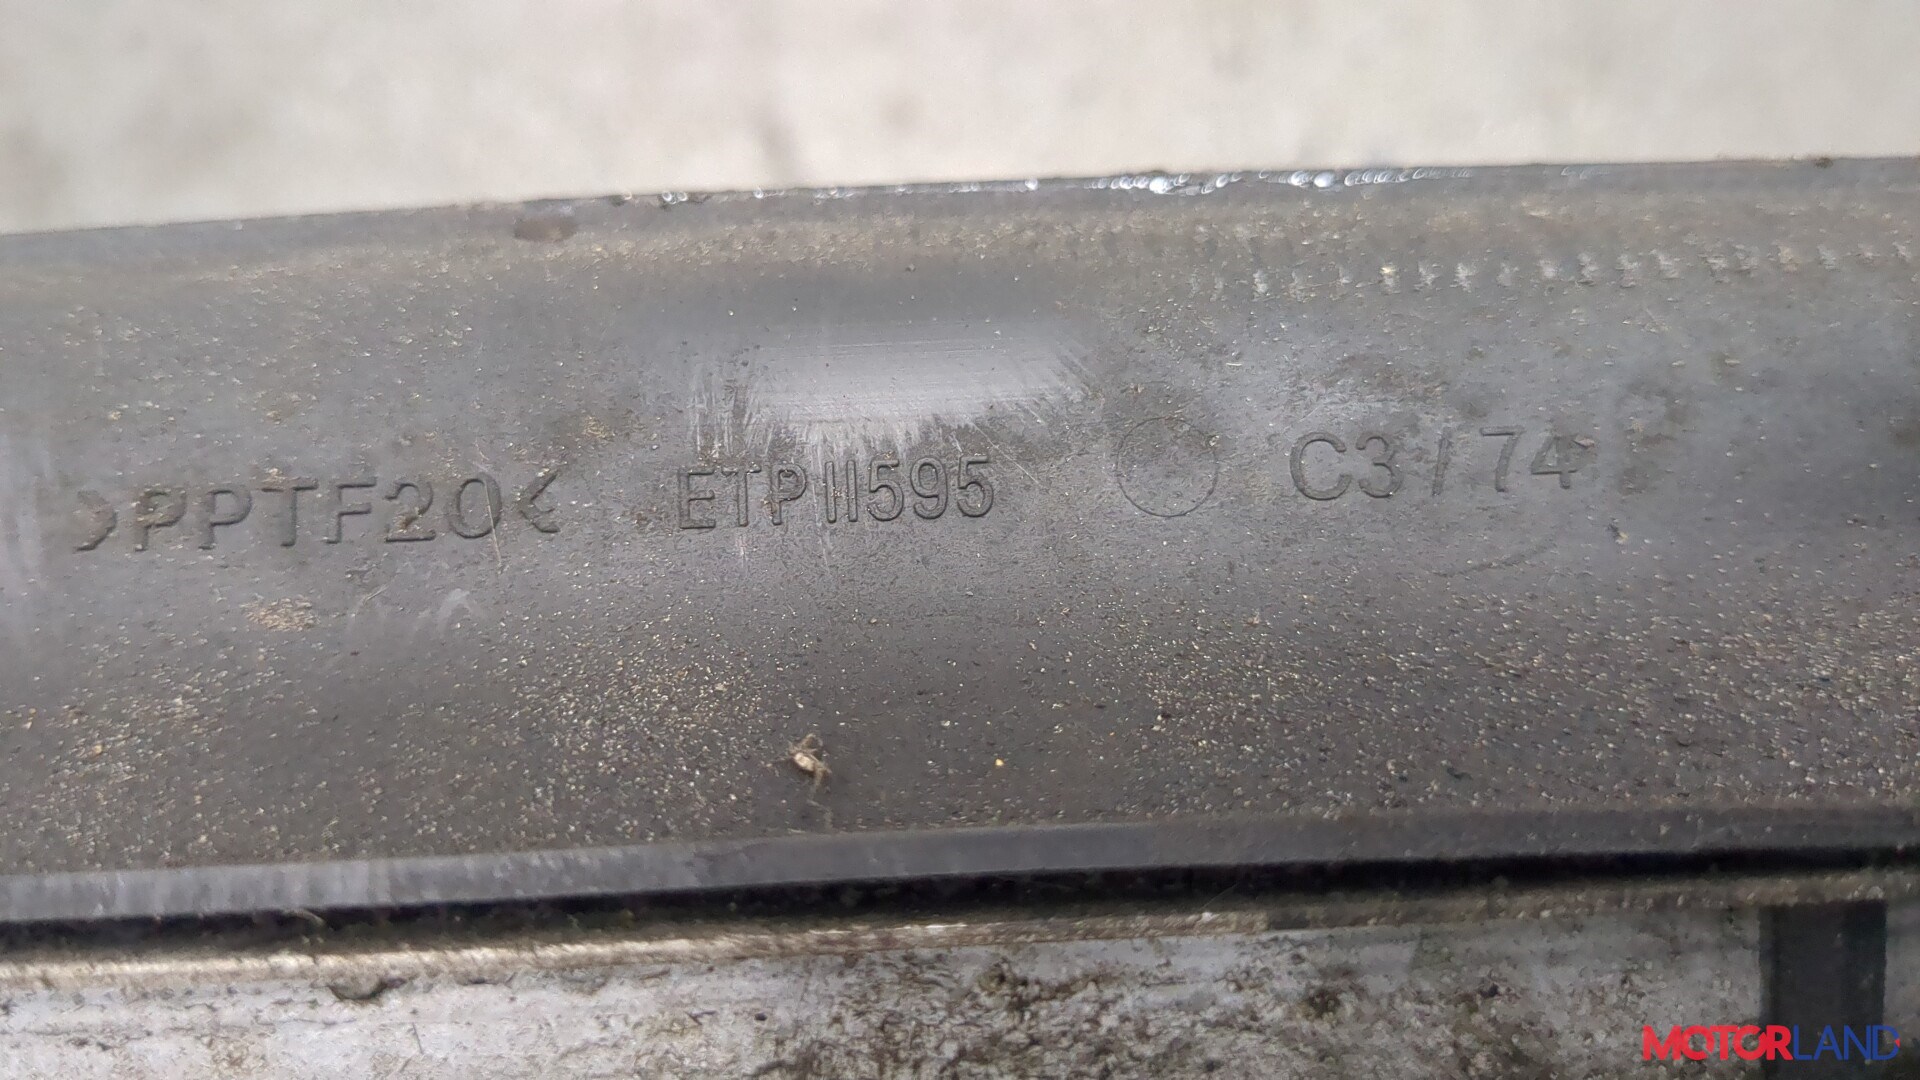 >PPTF20< ETP11595 C3/74
MOTORLAND